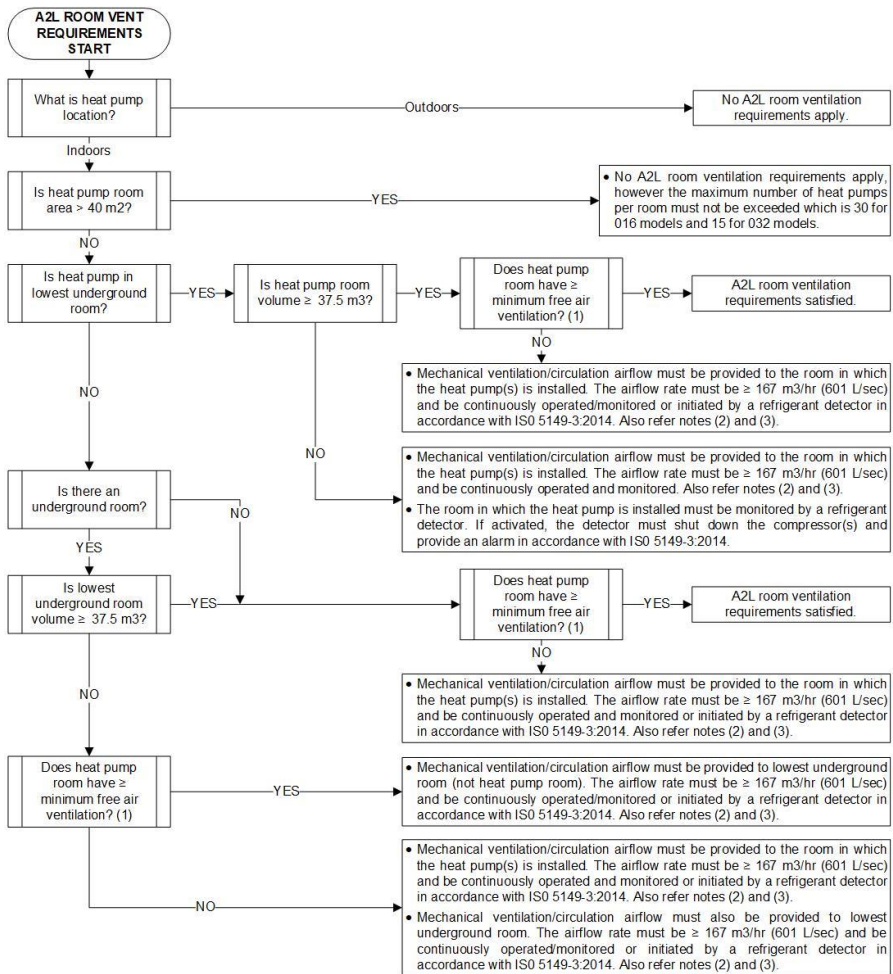 A2L ROOM VENT
REQUIREMENTS
START
What is heat pump
location?
Outdoors
No A2L room ventilation
requirements apply.
Indoors
Is heat pump room
area > 40 m2?
YES
• No A2L room ventilation requirements apply,
however the maximum number of heat pumps
per room must not be exceeded which is 30 for
016 models and 15 for 032 models.
NO
Is heat pump in
lowest underground
room?
YES
Is heat pump room
volume ≥ 37.5 m3?
YES
Does heat pump
room have ≥
minimum free air
ventilation? (1)
YES
A2L room ventilation
requirements satisfied.
NO
• Mechanical ventilation/circulation airflow must be provided to the room in which
the heat pump(s) is installed. The airflow rate must be ≥ 167 m3/hr (601 L/sec)
and be continuously operated/monitored or initiated by a refrigerant detector in
accordance with IS0 5149-3:2014. Also refer notes (2) and (3).
NO
NO
• Mechanical ventilation/circulation airflow must be provided to the room in which
the heat pump(s) is installed. The airflow rate must be ≥ 167 m3/hr (601 L/sec)
and be continuously operated and monitored. Also refer notes (2) and (3).
• The room in which the heat pump is installed must be monitored by a refrigerant
detector. If activated, the detector must shut down the compressor(s) and
provide an alarm in accordance with IS0 5149-3:2014.
Is there an
underground room?
NO
YES
Is lowest
underground room
volume ≥ 37.5 m3?
YES
Does heat pump
room have ≥
minimum free air
ventilation? (1)
YES
A2L room ventilation
requirements satisfied.
NO
• Mechanical ventilation/circulation airflow must be provided to the room in which
the heat pump(s) is installed. The airflow rate must be ≥ 167 m3/hr (601 L/sec)
and be continuously operated and monitored or initiated by a refrigerant detector
in accordance with IS0 5149-3:2014. Also refer notes (2) and (3).
NO
Does heat pump
room have ≥
minimum free air
ventilation? (1)
YES
• Mechanical ventilation/circulation airflow must be provided to lowest underground
room (not heat pump room). The airflow rate must be ≥ 167 m3/hr (601 L/sec)
and be continuously operated/monitored or initiated by a refrigerant detector in
accordance with IS0 5149-3:2014. Also refer notes (2) and (3).
NO
• Mechanical ventilation/circulation airflow must be provided to the room in which
the heat pump(s) is installed. The airflow rate must be ≥ 167 m3/hr (601 L/sec)
and be continuously operated and monitored or initiated by a refrigerant detector
in accordance with IS0 5149-3:2014. Also refer notes (2) and (3).
• Mechanical ventilation/circulation airflow must also be provided to lowest
underground room. The airflow rate must be ≥ 167 m3/hr (601 L/sec) and be
continuously operated/monitored or initiated by a refrigerant detector in
accordance with IS0 5149-3:2014. Also refer notes (2) and (3).